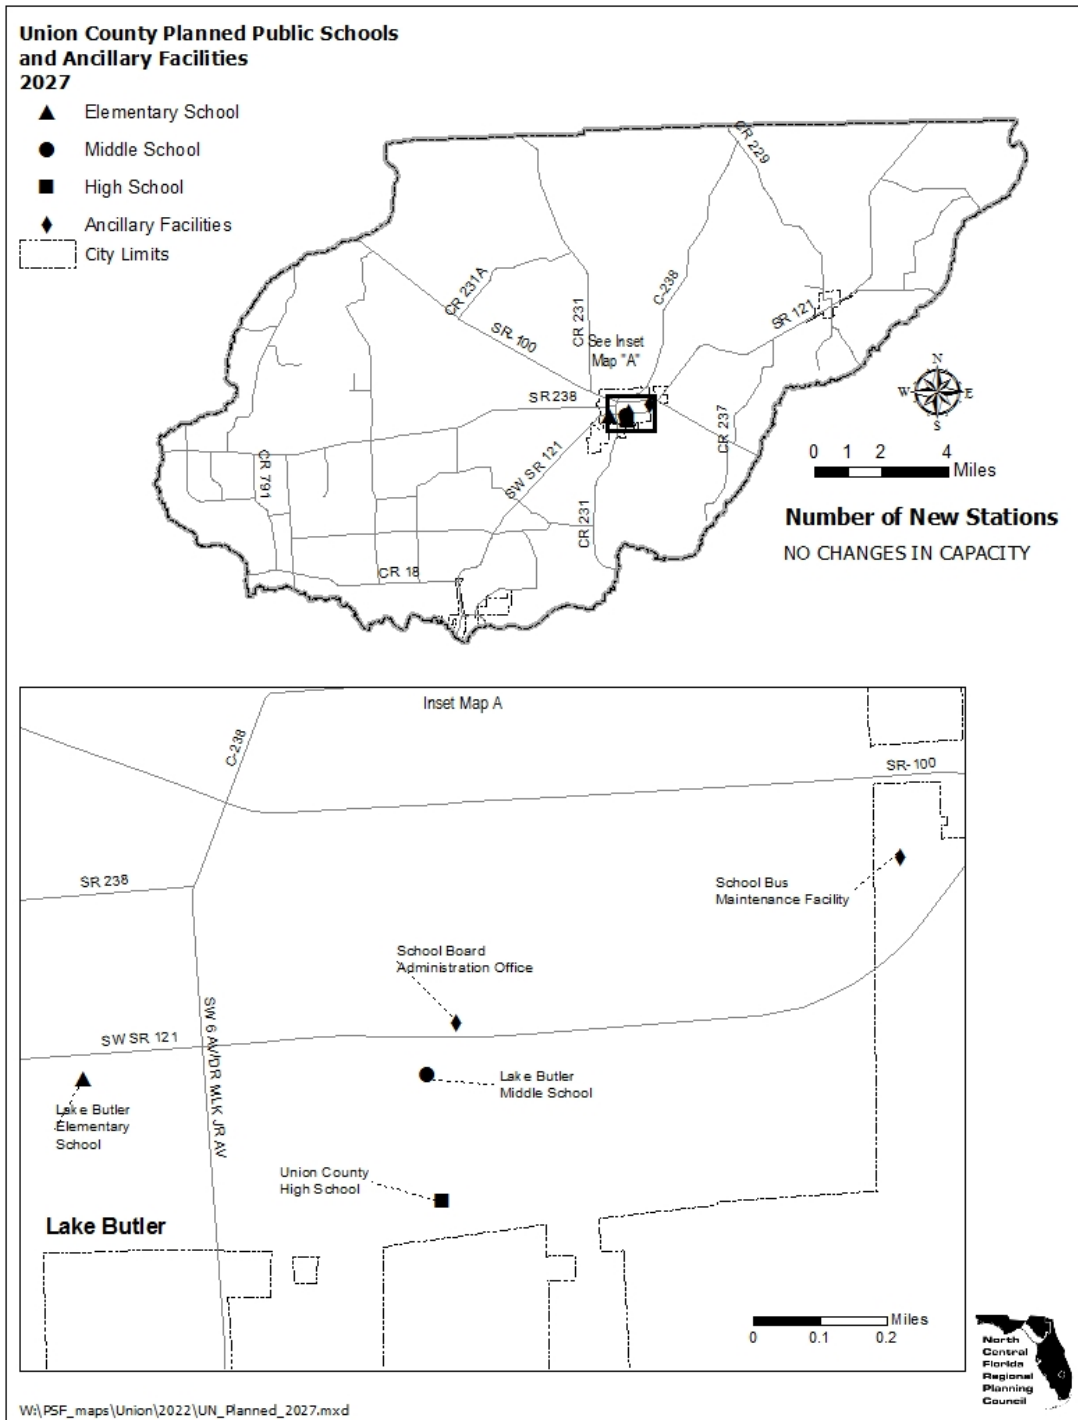 Union County Planned Public Schools
and Ancillary Facilities
2027
Elementary School
Middle School
High School
Ancillary Facilities
City Limits
CR 229
CR 231A
CR 231
C-238
SR-100
SR 121
See Inset
Map "A"
SR 238
CR 237
SW SR 121
CR 791
CR 231
CR 18
N
W
E
S
0 1 2 4
Miles
Number of New Stations
NO CHANGES IN CAPACITY
Inset Map A
C-238
SR-100
SR 238
School Bus
Maintenance Facility
School Board
Administration Office
SW SR 121
SW 6 AV/DR MLK JR AV
Lake Butler
Middle School
Lake Butler
Elementary
School
Union County
High School
Lake Butler
Miles
0 0.1 0.2
North
Central
Florida
Regional
Planning
Council
W:\PSF_maps\Union\2022\UN_Planned_2027.mxd